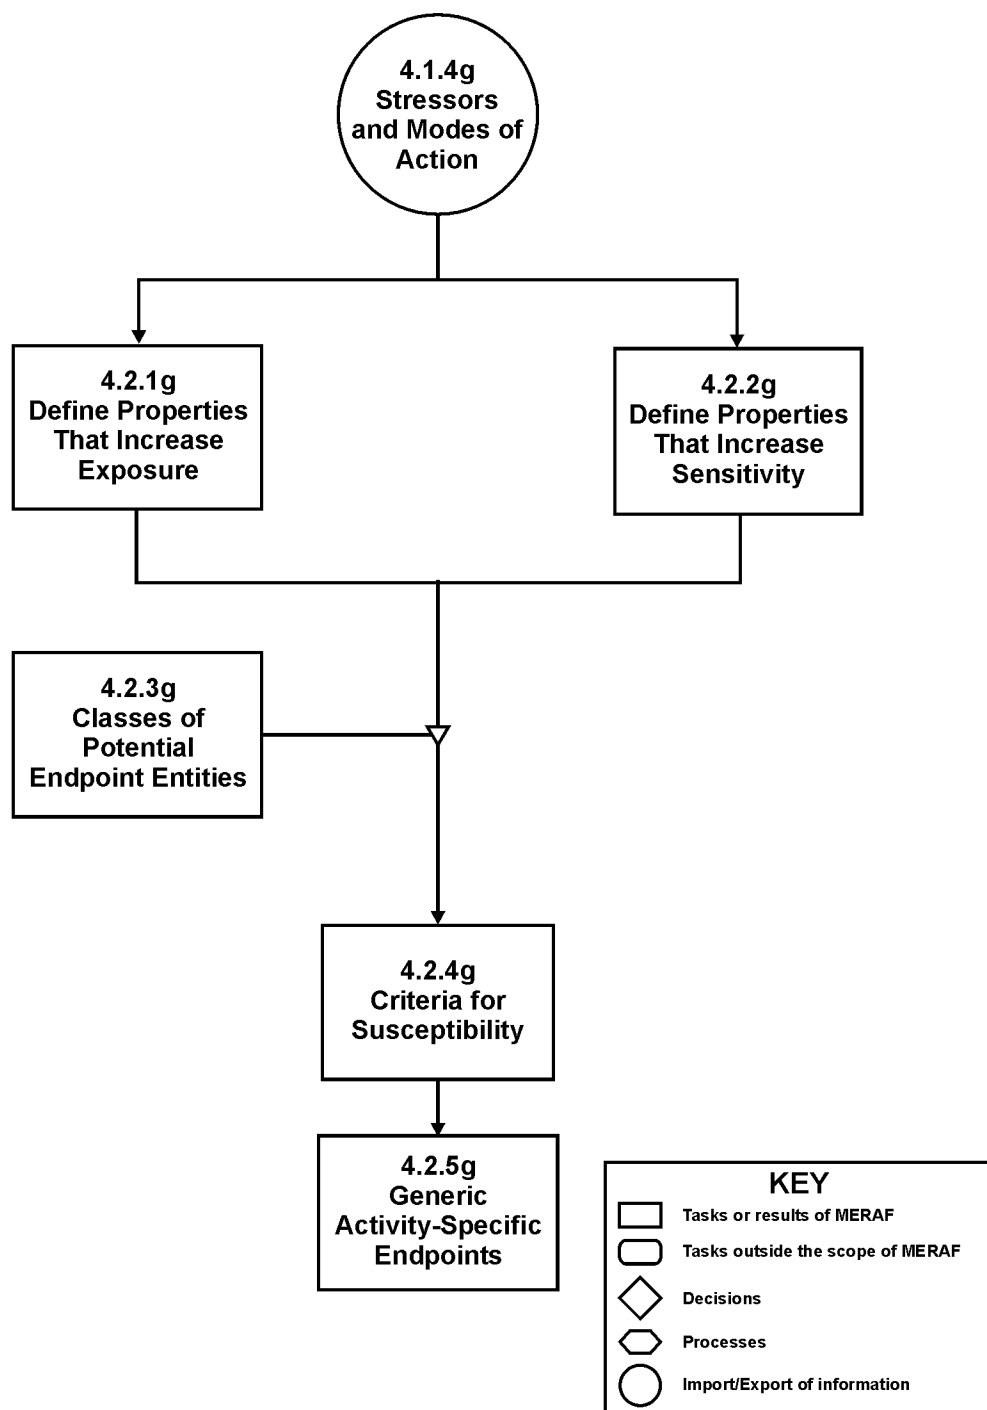 4.1.4g
Stressors
and Modes of
Action
4.2.1g
Define Properties
That Increase
Exposure
4.2.2g
Define Properties
That Increase
Sensitivity
4.2.3g
Classes of
Potential
Endpoint Entities
4.2.4g
Criteria for
Susceptibility
4.2.5g
Generic
Activity-Specific
Endpoints
KEY
Tasks or results of MERAF
Tasks outside the scope of MERAF
Decisions
Processes
Import/Export of information